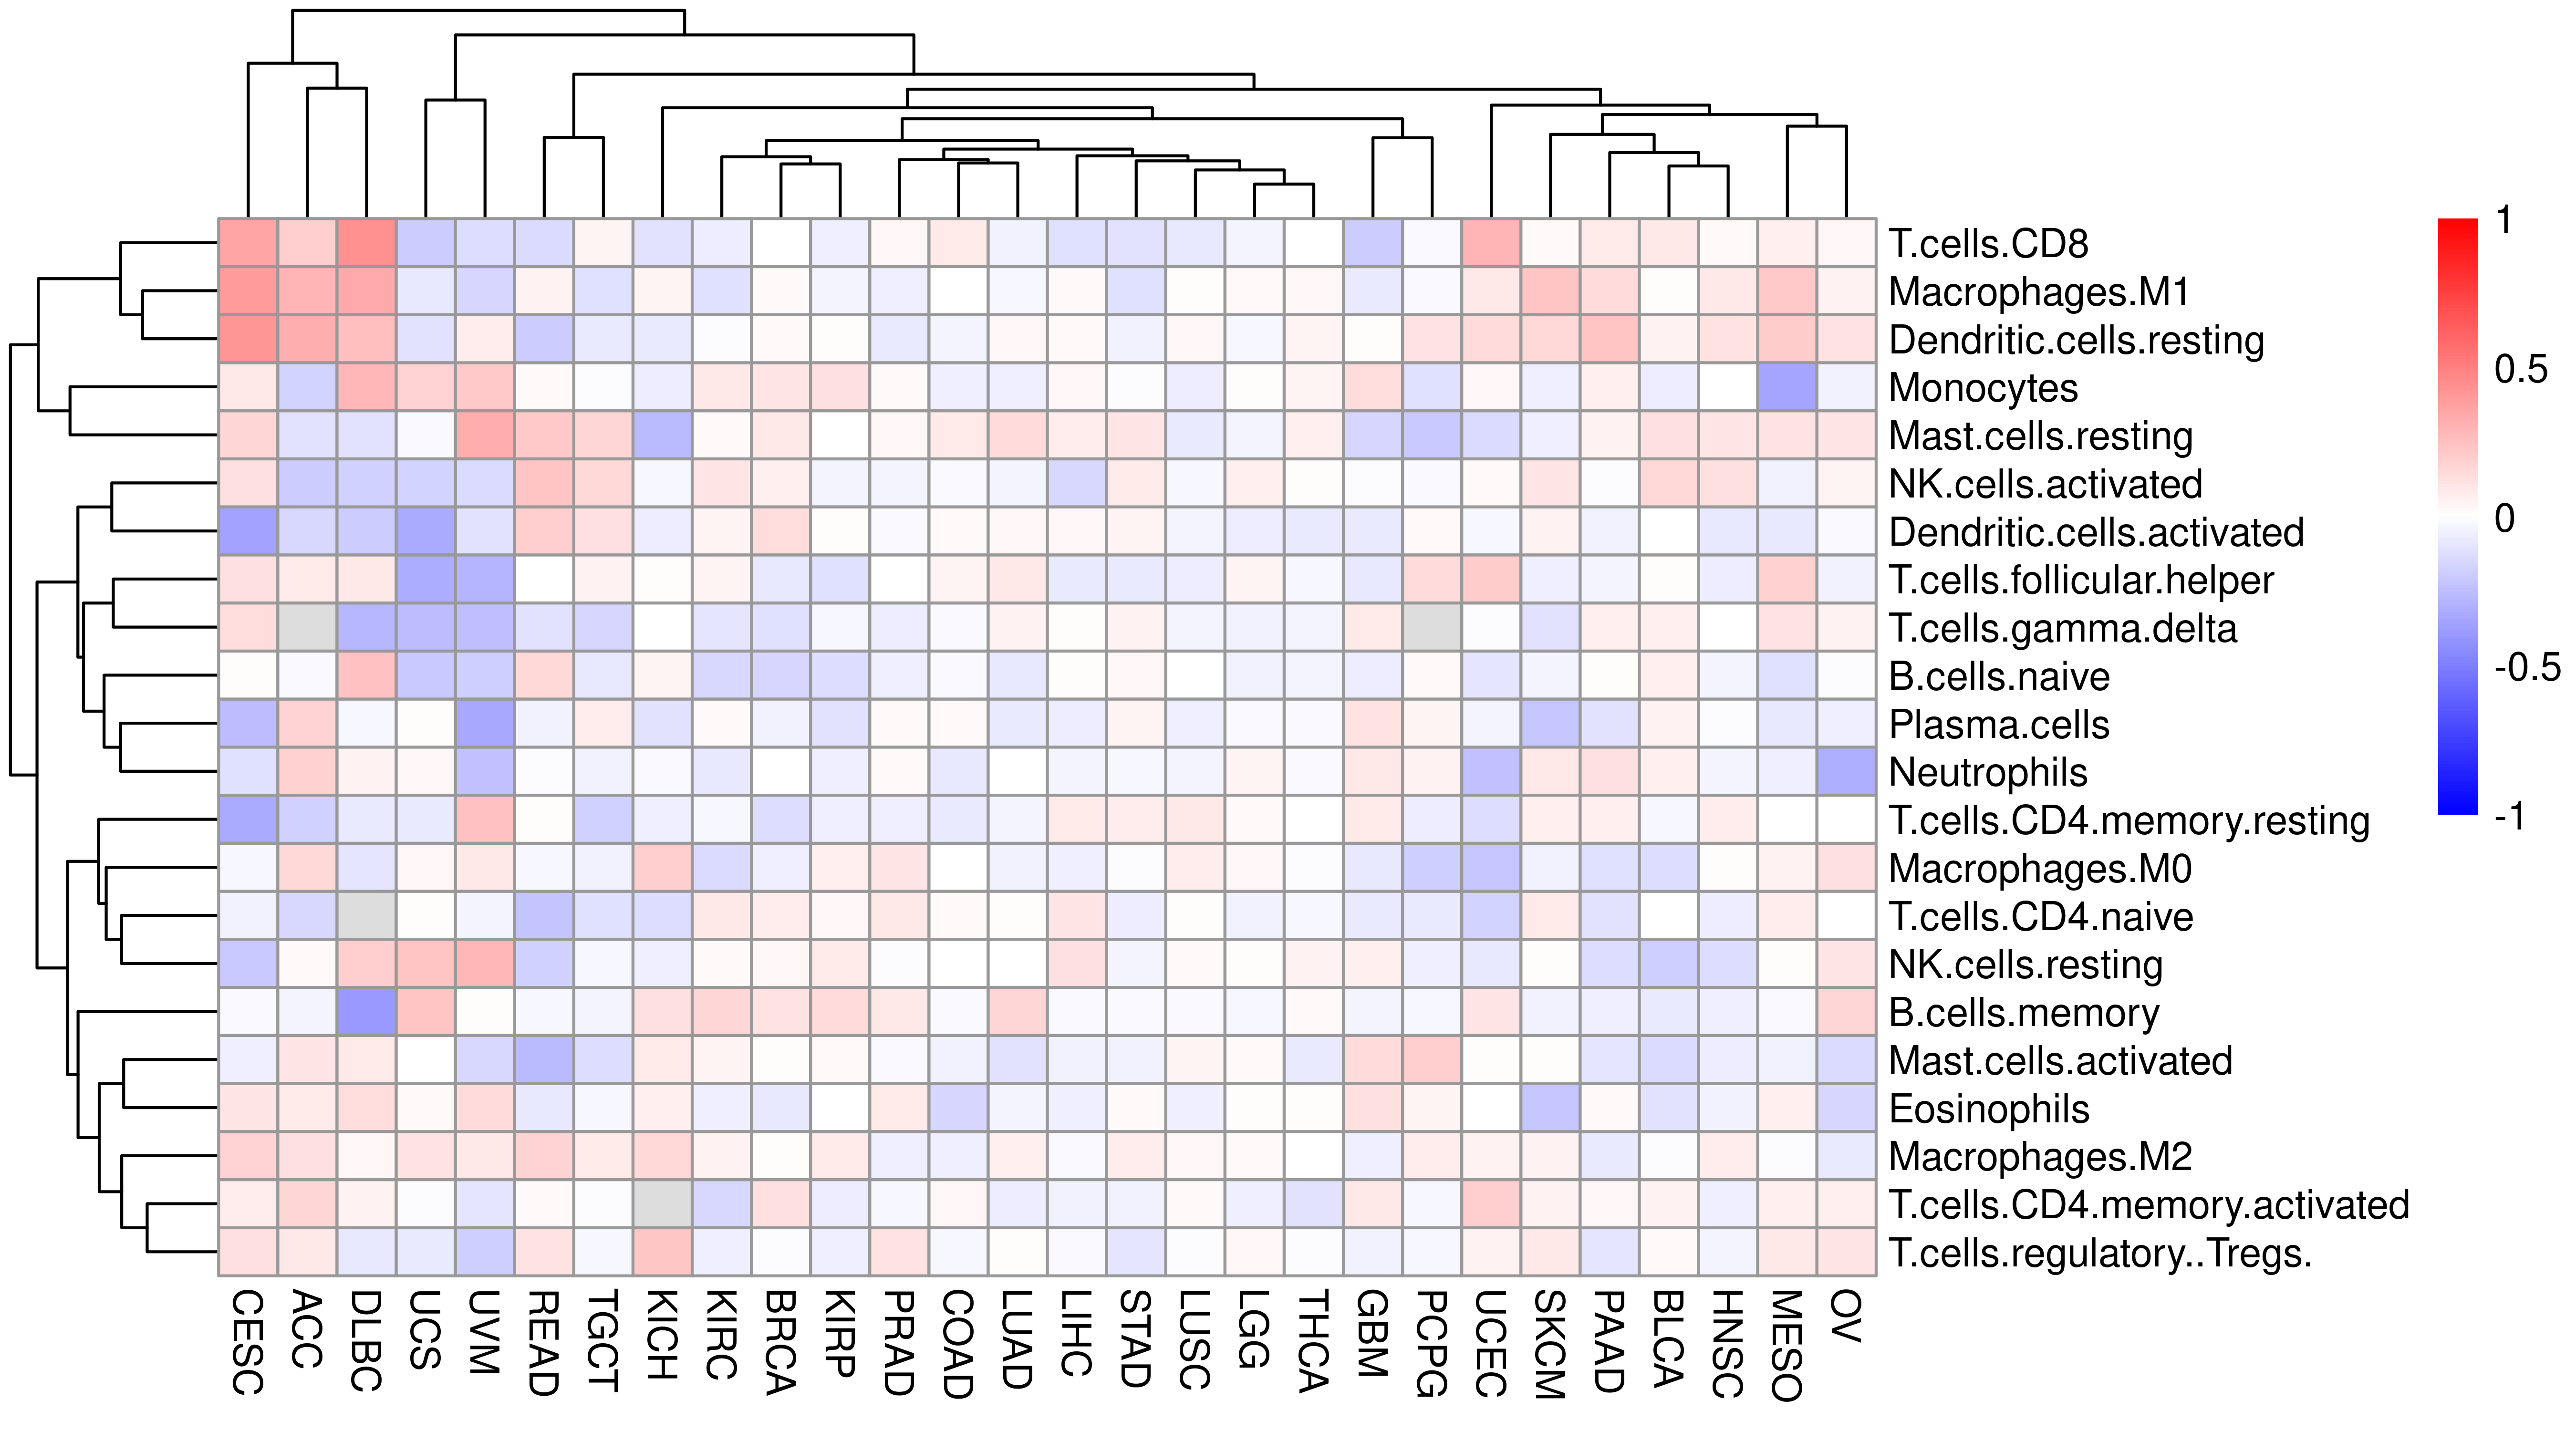 T.cells.CD8
Macrophages.M1
Dendritic.cells.resting
Monocytes
Mast.cells.resting
NK.cells.activated
Dendritic.cells.activated
T.cells.follicular.helper
T.cells.gamma.delta
B.cells.naive
Plasma.cells
Neutrophils
T.cells.CD4.memory.resting
Macrophages.M0
T.cells.CD4.naive
NK.cells.resting
B.cells.memory
Mast.cells.activated
Eosinophils
Macrophages.M2
T.cells.CD4.memory.activated
T.cells.regulatory..Tregs.
1
0.5
0
-0.5
-1
CESC
ACC
DLBC
UCS
UVM
READ
TGCT
KICH
KIRC
BRCA
KIRP
PRAD
COAD
LUAD
LIHC
STAD
LUSC
LGG
THCA
GBM
PCPG
UCEC
SKCM
PAAD
BLCA
HNSC
MESO
OV